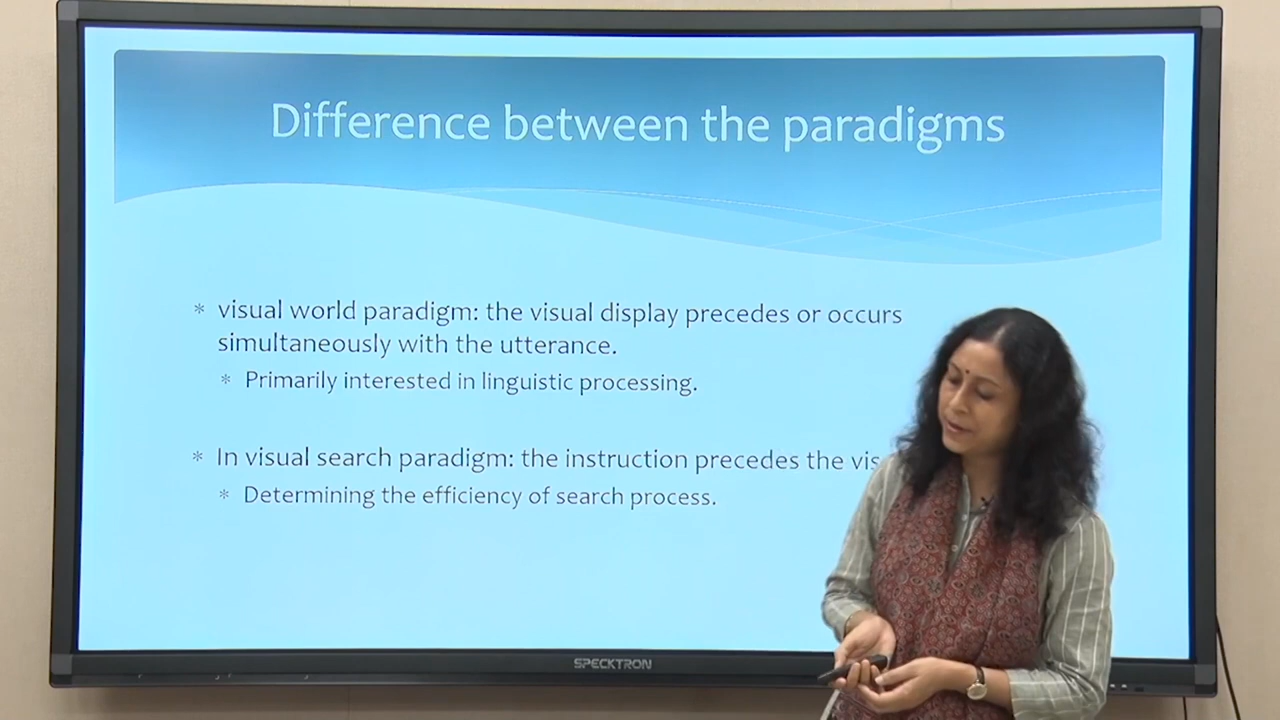 Difference between the paradigms
* visual world paradigm: the visual display precedes or occurs
simultaneously with the utterance.
* Primarily interested in linguistic processing.
* In visual search paradigm: the instruction precedes the
* Determining the efficiency of search process.
SPECKTRON